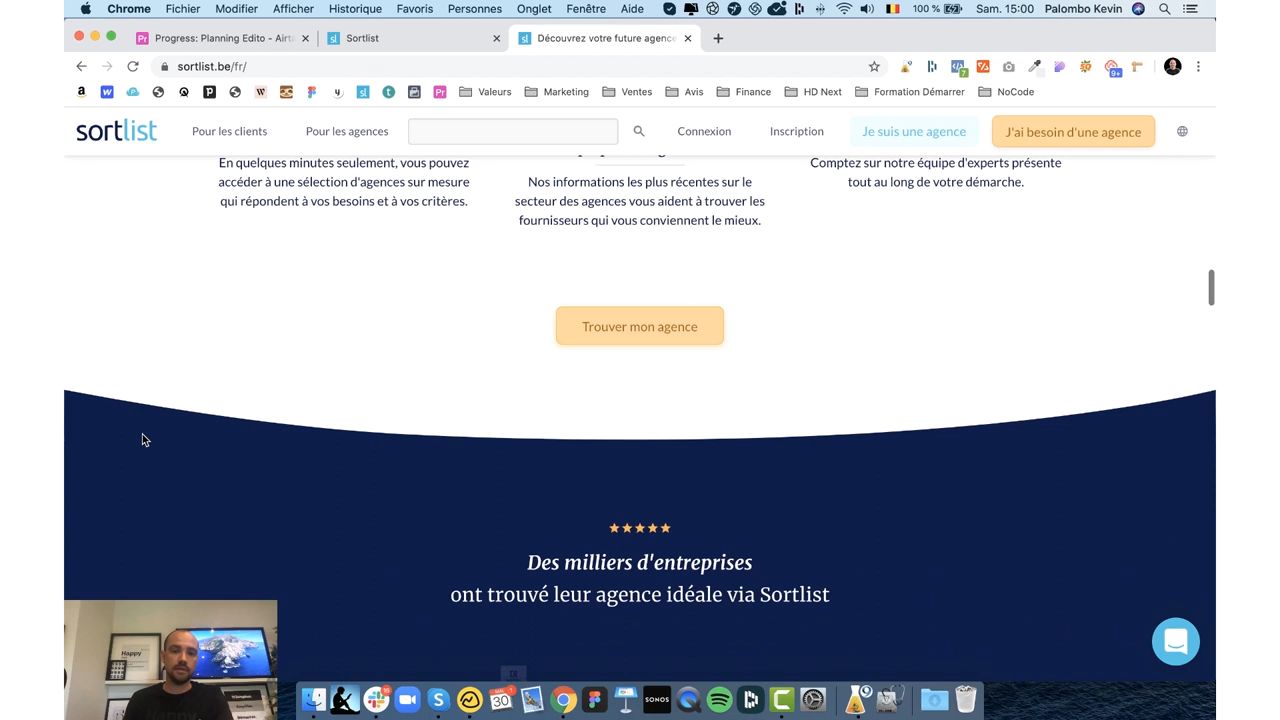 Chrome Fichier Modifier Afficher Historique Favoris Personnes Onglet Fenêtre Aide 100 % Sam. 15:00 Palombo Kevin
Progress: Planning Edito - Airta Sortlist Découvrez votre future agence
sortlist.be/fr/
Valeurs Marketing Ventes Avis Finance HD Next Formation Démarrer NoCode
sortlist Pour les clients Pour les agences Connexion Inscription Je suis une agence J'ai besoin d'une agence
En quelques minutes seulement, vous pouvez
accéder à une sélection d'agences sur mesure
qui répondent à vos besoins et à vos critères.
Nos informations les plus récentes sur le
secteur des agences vous aident à trouver les
fournisseurs qui vous conviennent le mieux.
Comptez sur notre équipe d'experts présente
tout au long de votre démarche.
Trouver mon agence
Des milliers d'entreprises
ont trouvé leur agence idéale via Sortlist
Happy
SONOS
30